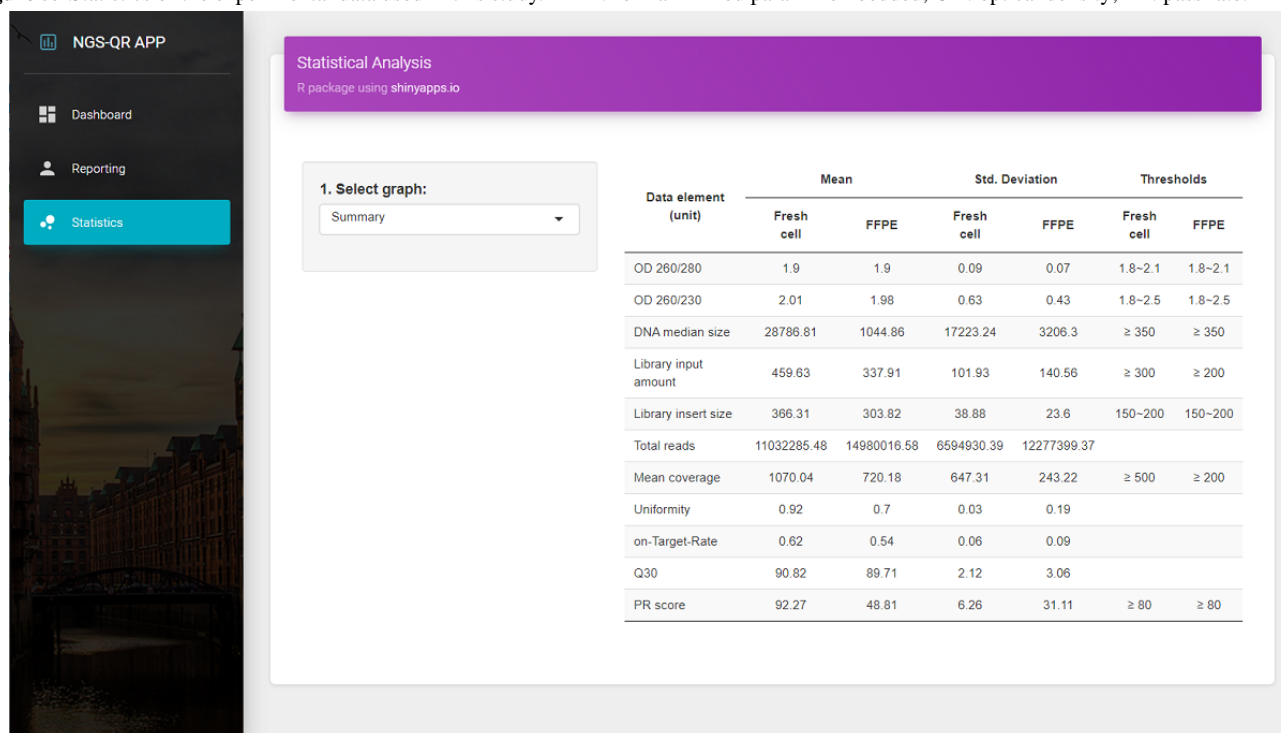 NGS-QR APP
Dashboard
Reporting
Statistics
Statistical Analysis
R package using shinyapps.io
1. Select graph:
Summary
Data element (unit) Mean Std. Deviation Thresholds
Fresh cell FFPE Fresh cell FFPE Fresh cell FFPE
OD 260/280 1.9 1.9 0.09 0.07 1.8~2.1 1.8~2.1
OD 260/230 2.01 1.98 0.63 0.43 1.8~2.5 1.8~2.5
DNA median size 28786.81 1044.86 17223.24 3206.3 ≥ 350 ≥ 350
Library input amount 459.63 337.91 101.93 140.56 ≥ 300 ≥ 200
Library insert size 366.31 303.82 38.88 23.6 150~200 150~200
Total reads 11032285.48 14980016.58 6594930.39 12277399.37
Mean coverage 1070.04 720.18 647.31 243.22 ≥ 500 ≥ 200
Uniformity 0.92 0.7 0.03 0.19
on-Target-Rate 0.62 0.54 0.06 0.09
Q30 90.82 89.71 2.12 3.06
PR score 92.27 48.81 6.26 31.11 ≥ 80 ≥ 80